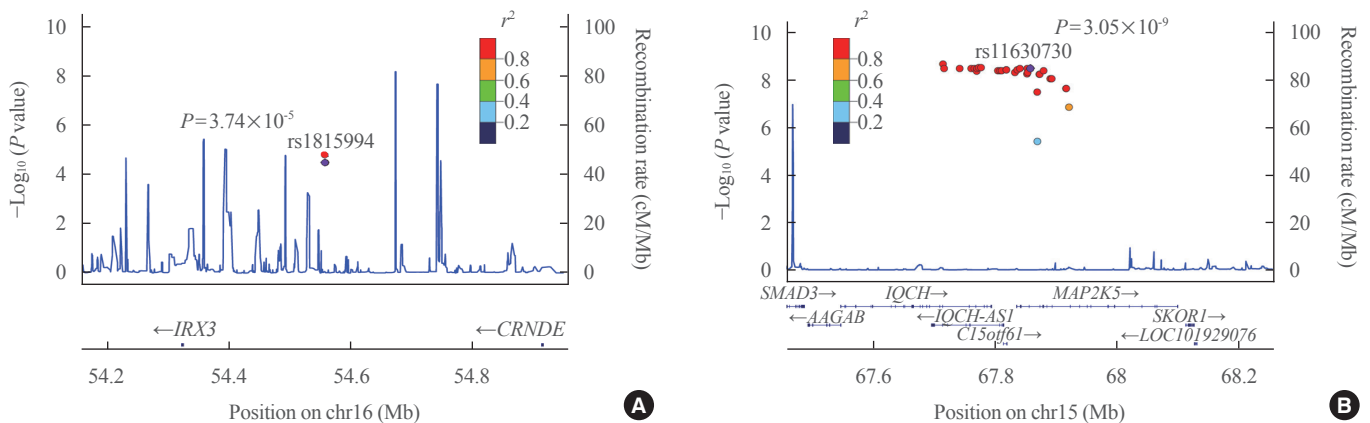 10
8
6
4
2
0
−Log₁₀ (P value)
r²
0.8
0.6
0.4
0.2
P=3.74×10⁻⁵
rs1815994
100
80
60
40
20
0
Recombination rate (cM/Mb)
←IRX3
←CRNDE
54.2 54.4 54.6 54.8
Position on chr16 (Mb)
A
10
8
6
4
2
0
−Log₁₀ (P value)
r²
0.8
0.6
0.4
0.2
P=3.05×10⁻⁹
rs11630730
100
80
60
40
20
0
Recombination rate (cM/Mb)
SMAD3→ IQCH→ MAP2K5→
←AAGAB ←IQCH-AS1 SKOR1→
C15otf61→ ←LOC101929076
67.6 67.8 68 68.2
Position on chr15 (Mb)
B